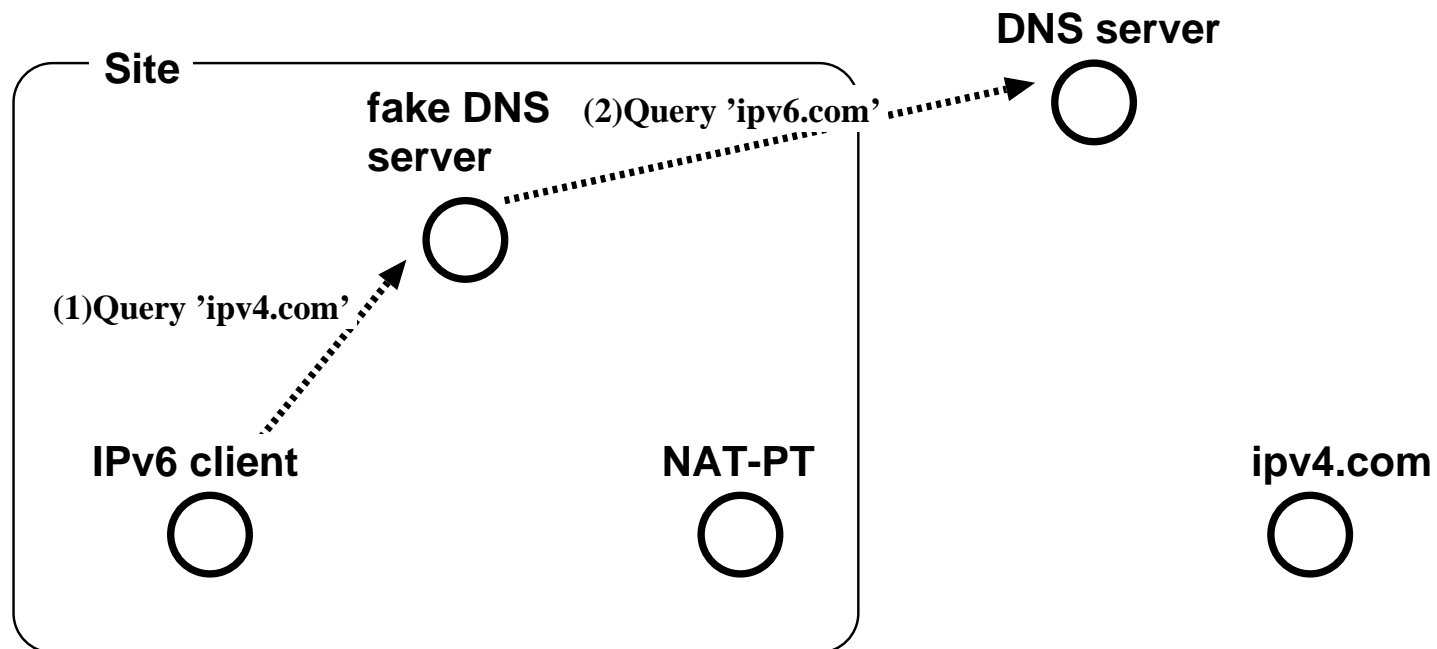 DNS server
Site
fake DNS
server
(2)Query ’ipv6.com’
(1)Query ’ipv4.com’
IPv6 client
NAT-PT
ipv4.com